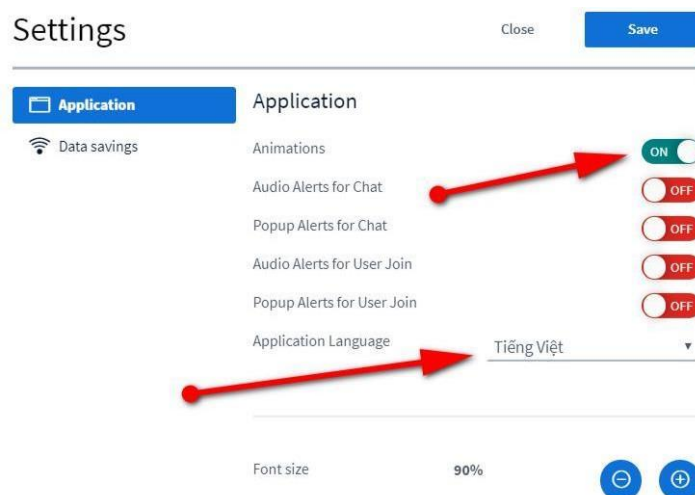 Settings
Close
Save
Application
Data savings
Application
Animations
ON
Audio Alerts for Chat
OFF
Popup Alerts for Chat
OFF
Audio Alerts for User Join
OFF
Popup Alerts for User Join
OFF
Application Language
Tiếng Việt
Font size
90%